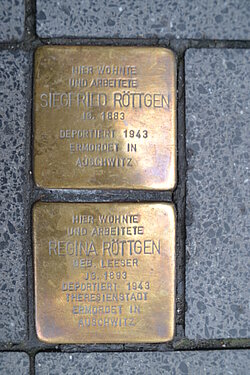 HIER WOHNTE
UND ARBEITETE
SIEGFRIED RÖTTGEN
JG. 1883
DEPORTIERT 1943
ERMORDET IN
AUSCHWITZ
HIER WOHNTE
UND ARBEITETE
REGINA RÖTTGEN
GEB. LEESER
JG. 1893
DEPORTIERT 1943
THERESIENSTADT
ERMORDET IN
AUSCHWITZ